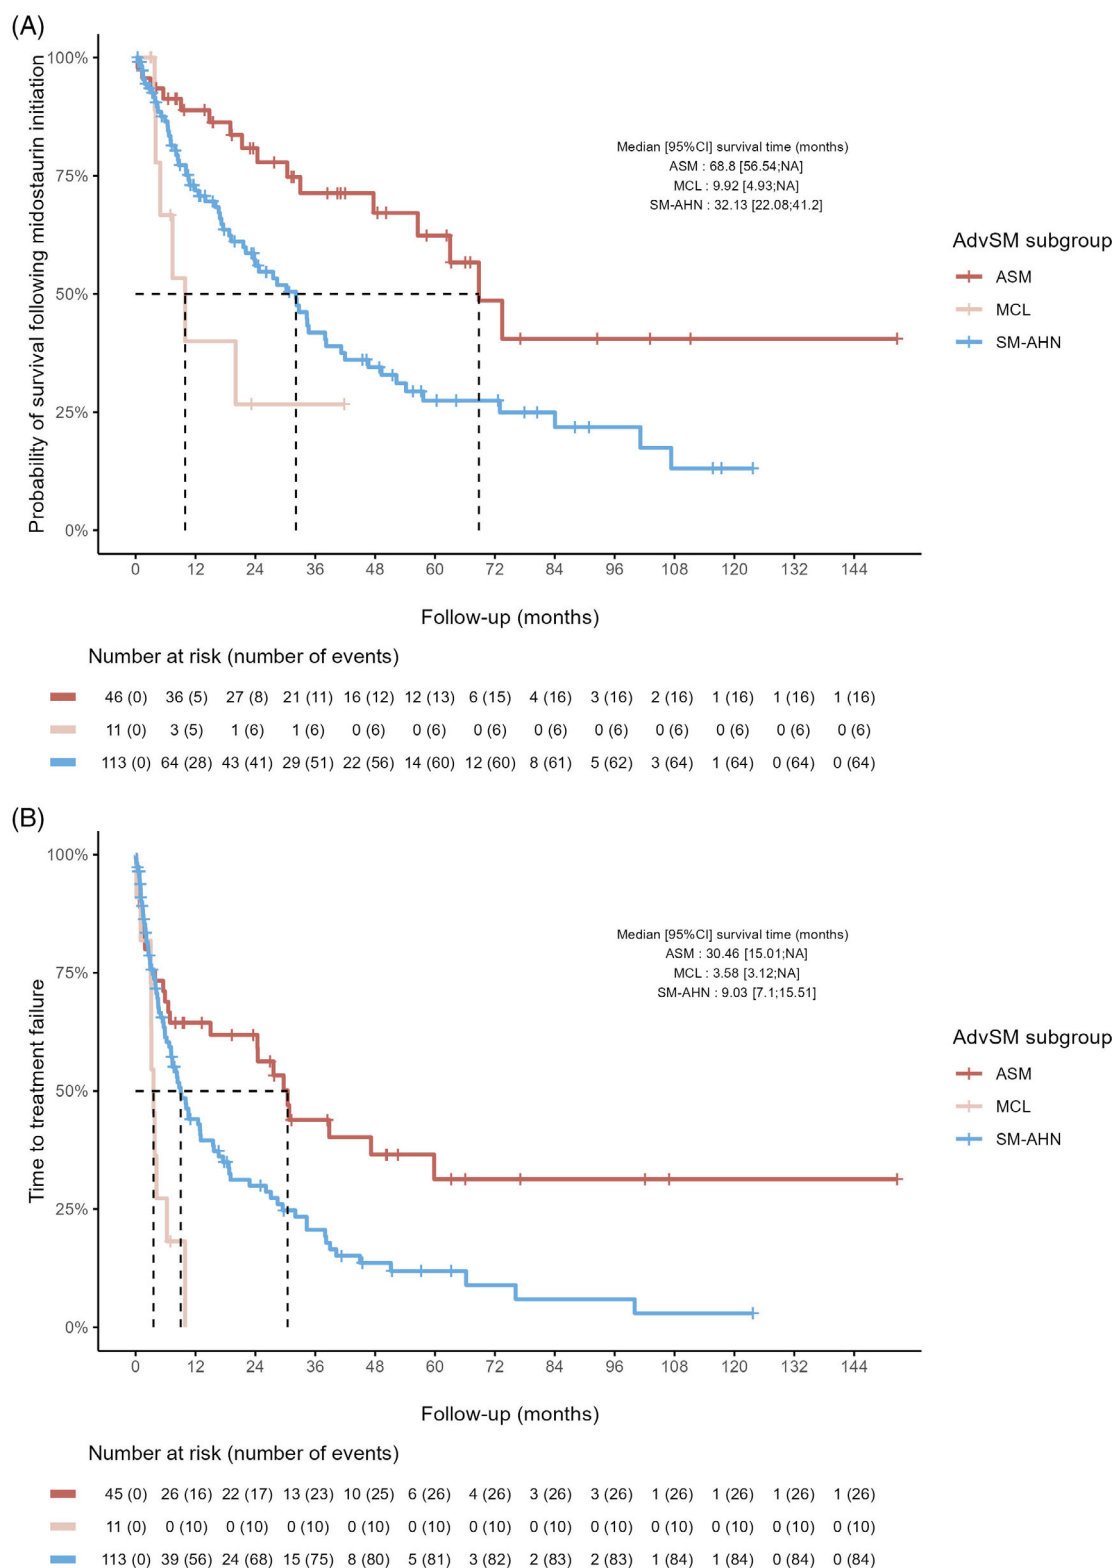 (A)
Probability of survival following midostaurin initiation
100%
75%
50%
25%
0%
Median [95%CI] survival time (months)
ASM : 68.8 [56.54;NA]
MCL : 9.92 [4.93;NA]
SM-AHN : 32.13 [22.08;41.2]
AdvSM subgroup
ASM
MCL
SM-AHN
0 12 24 36 48 60 72 84 96 108 120 132 144
Follow-up (months)
Number at risk (number of events)
46 (0) 36 (5) 27 (8) 21 (11) 16 (12) 12 (13) 6 (15) 4 (16) 3 (16) 2 (16) 1 (16) 1 (16) 1 (16)
11 (0) 3 (5) 1 (6) 1 (6) 0 (6) 0 (6) 0 (6) 0 (6) 0 (6) 0 (6) 0 (6) 0 (6) 0 (6)
113 (0) 64 (28) 43 (41) 29 (51) 22 (56) 14 (60) 12 (60) 8 (61) 5 (62) 3 (64) 1 (64) 0 (64) 0 (64)
(B)
Time to treatment failure
100%
75%
50%
25%
0%
Median [95%CI] survival time (months)
ASM : 30.46 [15.01;NA]
MCL : 3.58 [3.12;NA]
SM-AHN : 9.03 [7.1;15.51]
AdvSM subgroup
ASM
MCL
SM-AHN
0 12 24 36 48 60 72 84 96 108 120 132 144
Follow-up (months)
Number at risk (number of events)
45 (0) 26 (16) 22 (17) 13 (23) 10 (25) 6 (26) 4 (26) 3 (26) 3 (26) 1 (26) 1 (26) 1 (26) 1 (26)
11 (0) 0 (10) 0 (10) 0 (10) 0 (10) 0 (10) 0 (10) 0 (10) 0 (10) 0 (10) 0 (10) 0 (10) 0 (10)
113 (0) 39 (56) 24 (68) 15 (75) 8 (80) 5 (81) 3 (82) 2 (83) 2 (83) 1 (84) 1 (84) 0 (84) 0 (84)